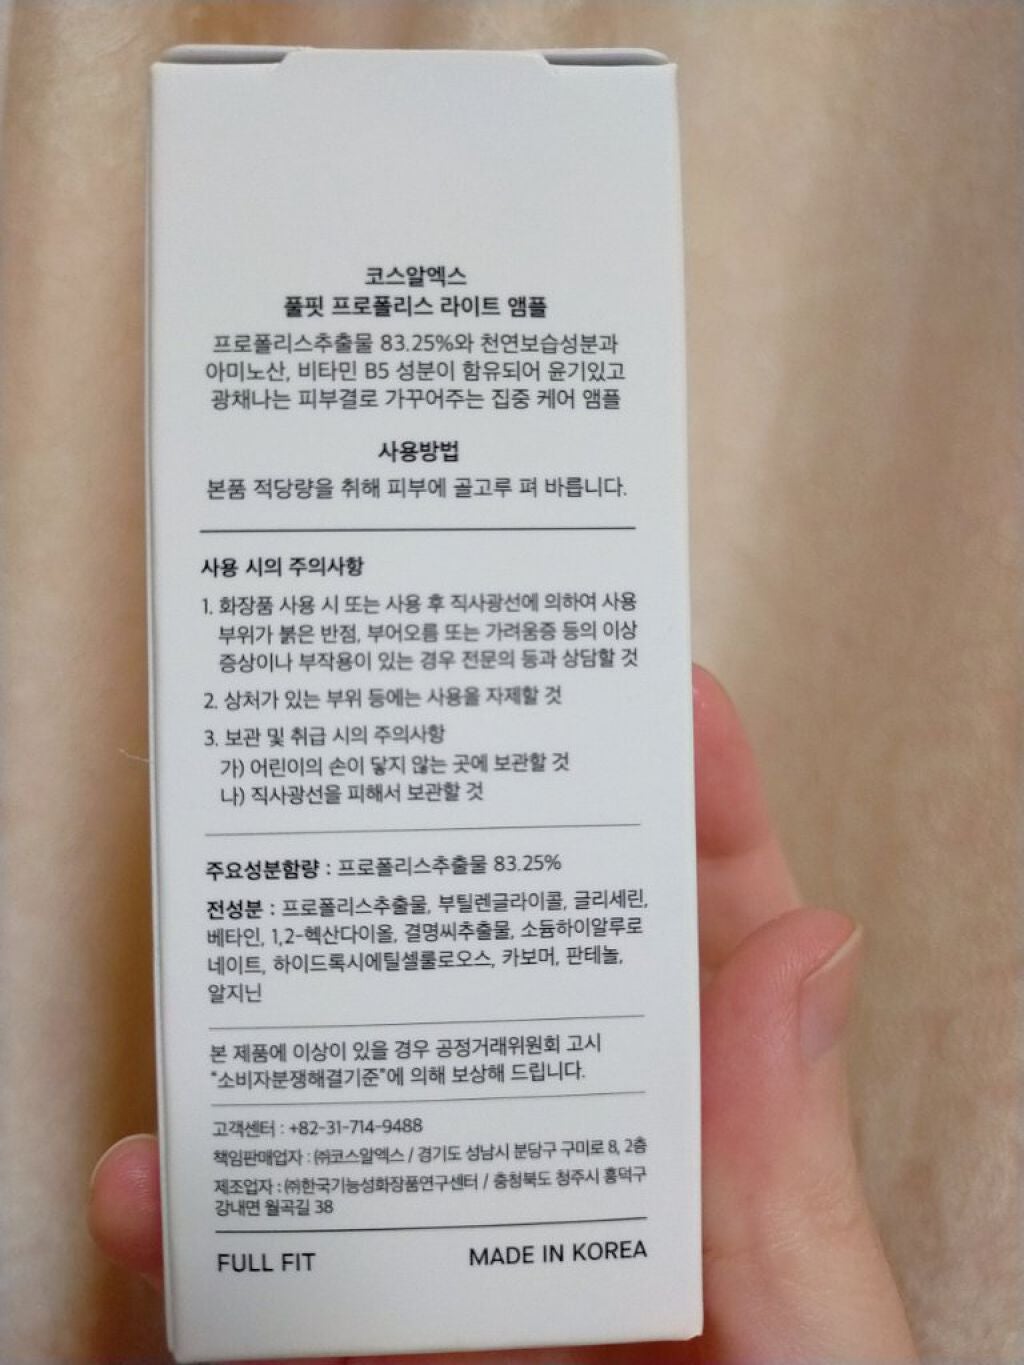 코스알엑스
풀핏 프로폴리스 라이트 앰플
프로폴리스추출물 83.25%와 천연보습성분과
아미노산, 비타민 B5 성분이 함유되어 윤기있고
광채나는 피부결로 가꾸어주는 집중 케어 앰플
사용방법
본품 적당량을 취해 피부에 골고루 펴 바릅니다.
사용 시의 주의사항
1. 화장품 사용 시 또는 사용 후 직사광선에 의하여 사용
부위가 붉은 반점, 부어오름 또는 가려움증 등의 이상
증상이나 부작용이 있는 경우 전문의 등과 상담할 것
2. 상처가 있는 부위 등에는 사용을 자제할 것
3. 보관 및 취급 시의 주의사항
가) 어린이의 손이 닿지 않는 곳에 보관할 것
나) 직사광선을 피해서 보관할 것
주요성분함량 : 프로폴리스추출물 83.25%
전성분 : 프로폴리스추출물, 부틸렌글라이콜, 글리세린,
베타인, 1,2-헥산다이올, 결명씨추출물, 소듐하이알루로
네이트, 하이드록시에틸셀룰로오스, 카보머, 판테놀,
알지닌
본 제품에 이상이 있을 경우 공정거래위원회 고시
"소비자분쟁해결기준"에 의해 보상해 드립니다.
고객센터 : +82-31-714-9488
책임판매업자 : ㈜코스알엑스 / 경기도 성남시 분당구 구미로 8, 2층
제조업자 : ㈜한국기능성화장품연구센터 / 충청북도 청주시 흥덕구
강내면 월곡길 38
FULL FIT MADE IN KOREA